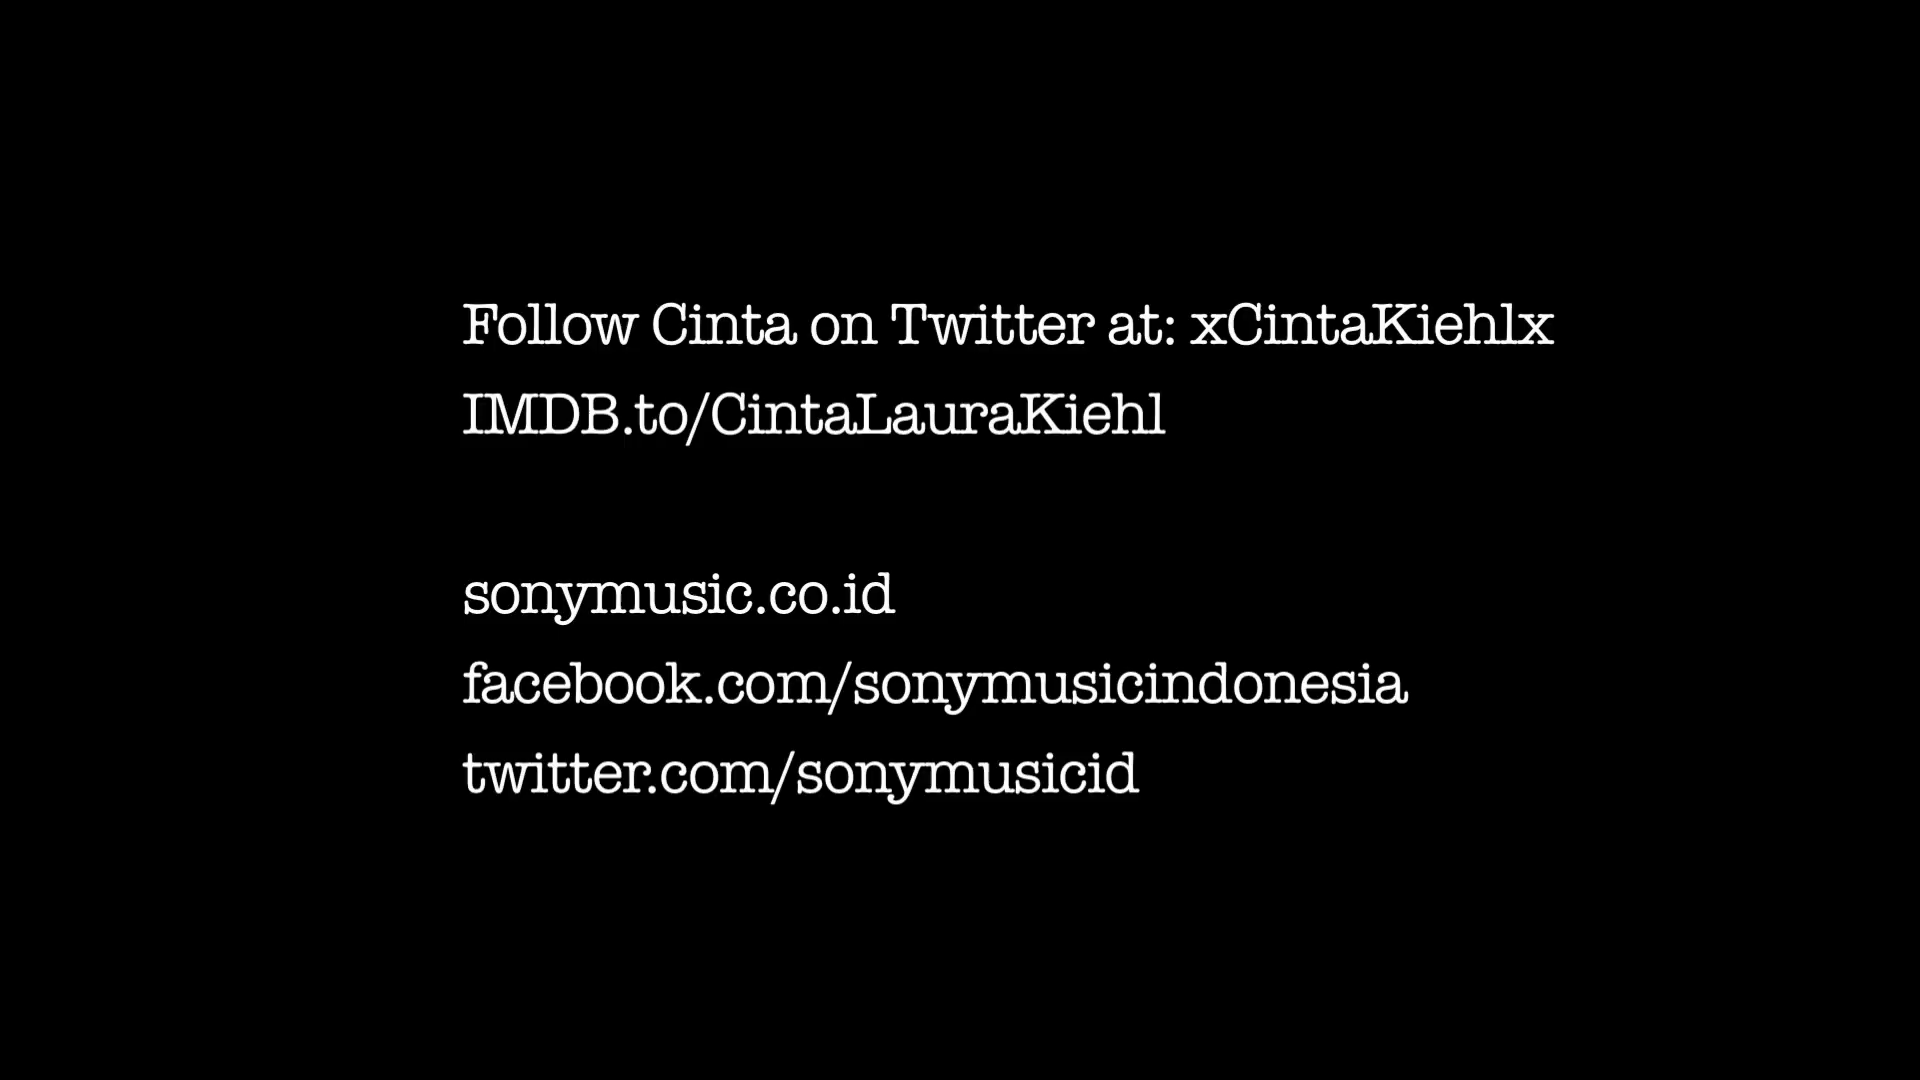 Follow Cinta on Twitter at: xCintaKiehlx
IMDB.to/CintaLauraKiehl
sonymusic.co.id
facebook.com/sonymusicindonesia
twitter.com/sonymusicid